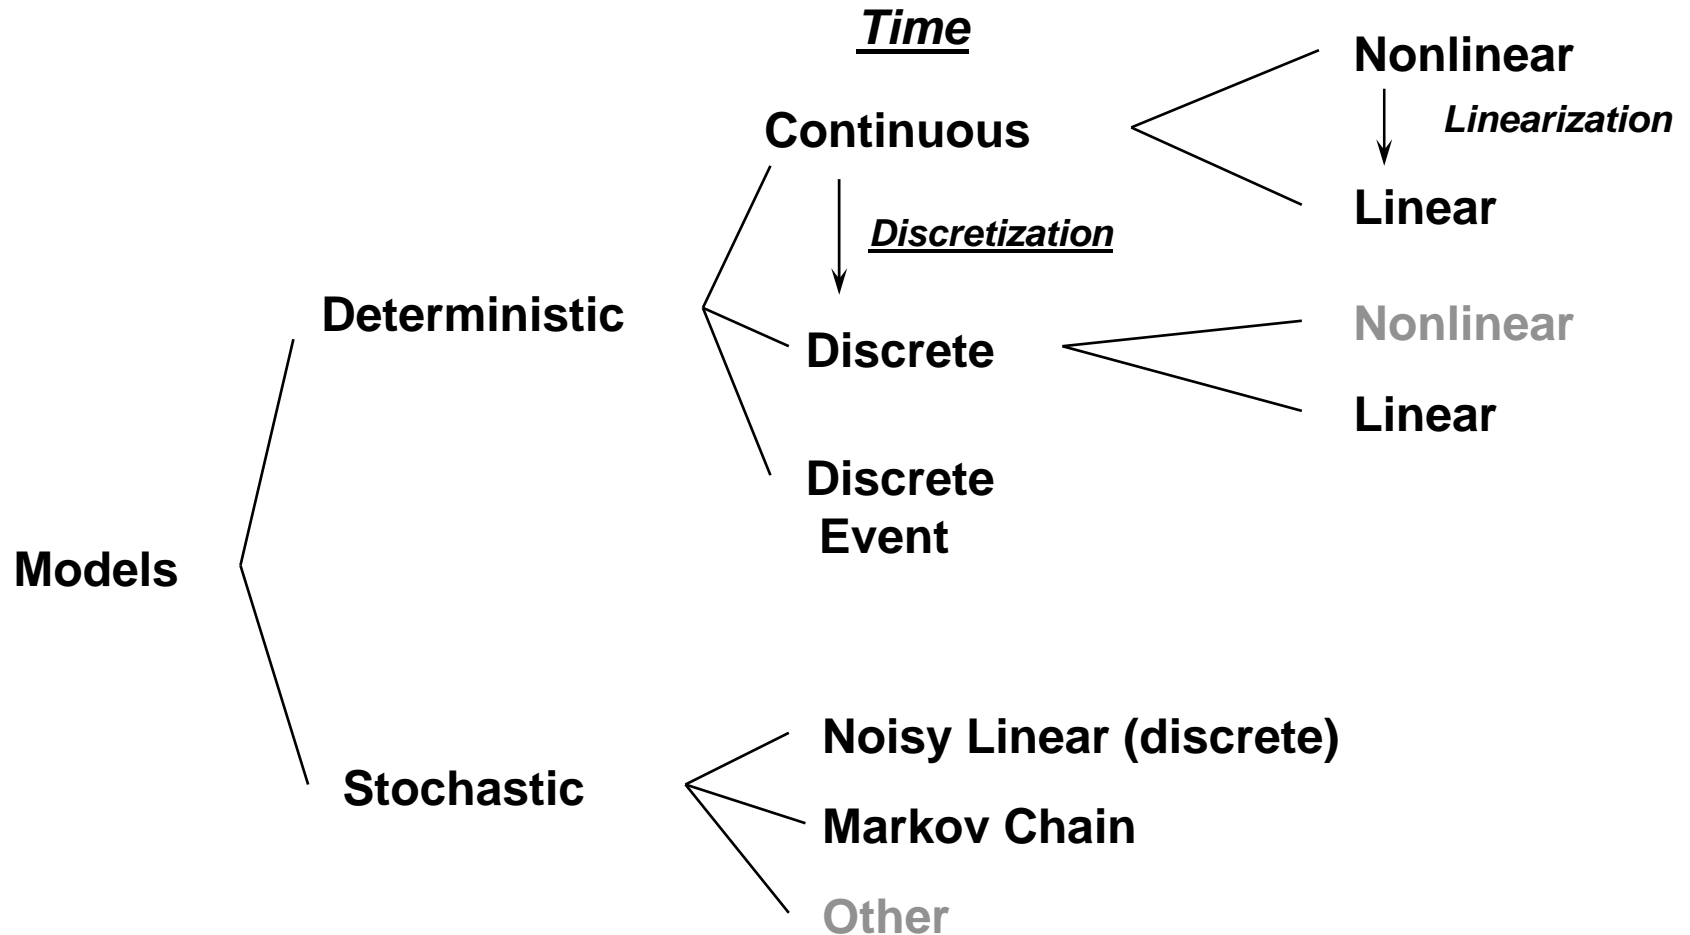 Time
Nonlinear
Linearization
Continuous
Linear
Discretization
Deterministic
Nonlinear
Discrete
Linear
Discrete
Event
Models
Noisy Linear (discrete)
Stochastic
Markov Chain
Other